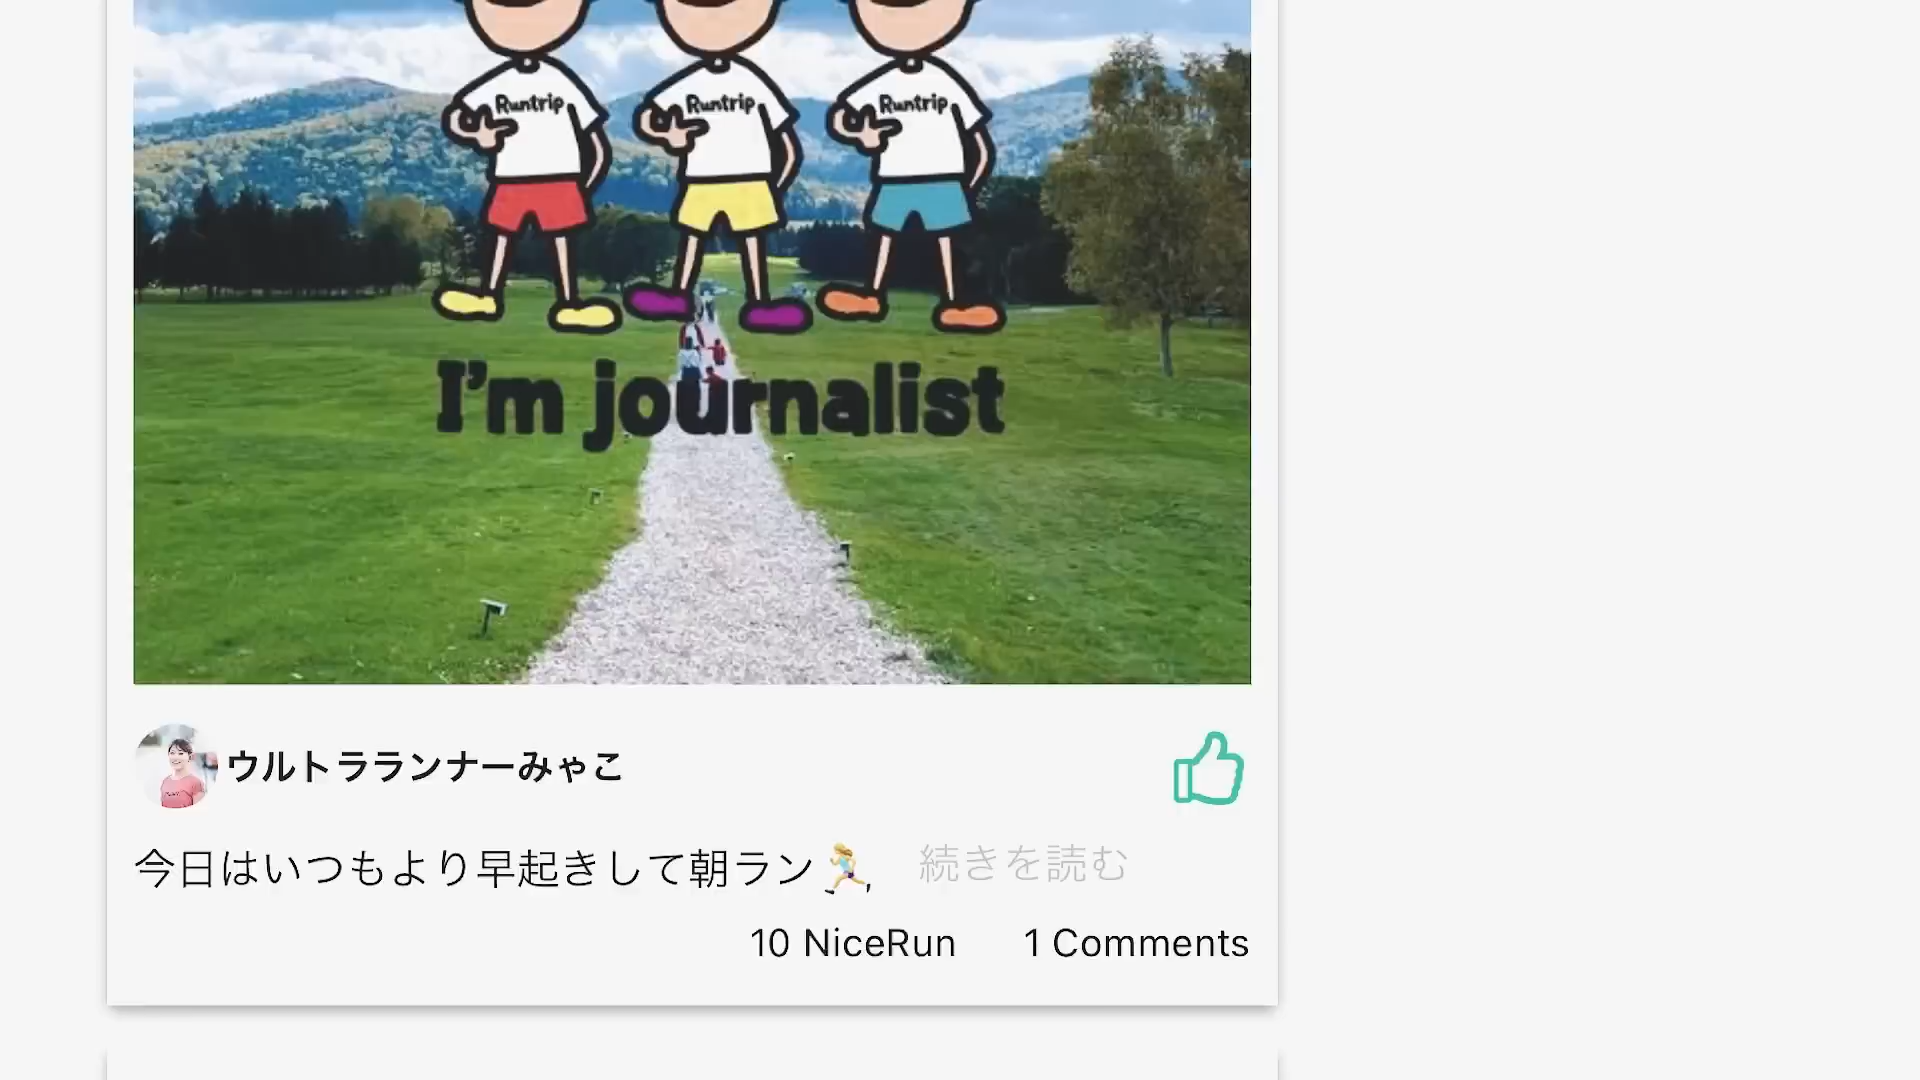 Runtrip Runtrip Runtrip
I'm journalist
ウルトラランナーみゃこ
今日はいつもより早起きして朝ラン🏃‍♀️ 続きを読む
10 NiceRun 1 Comments